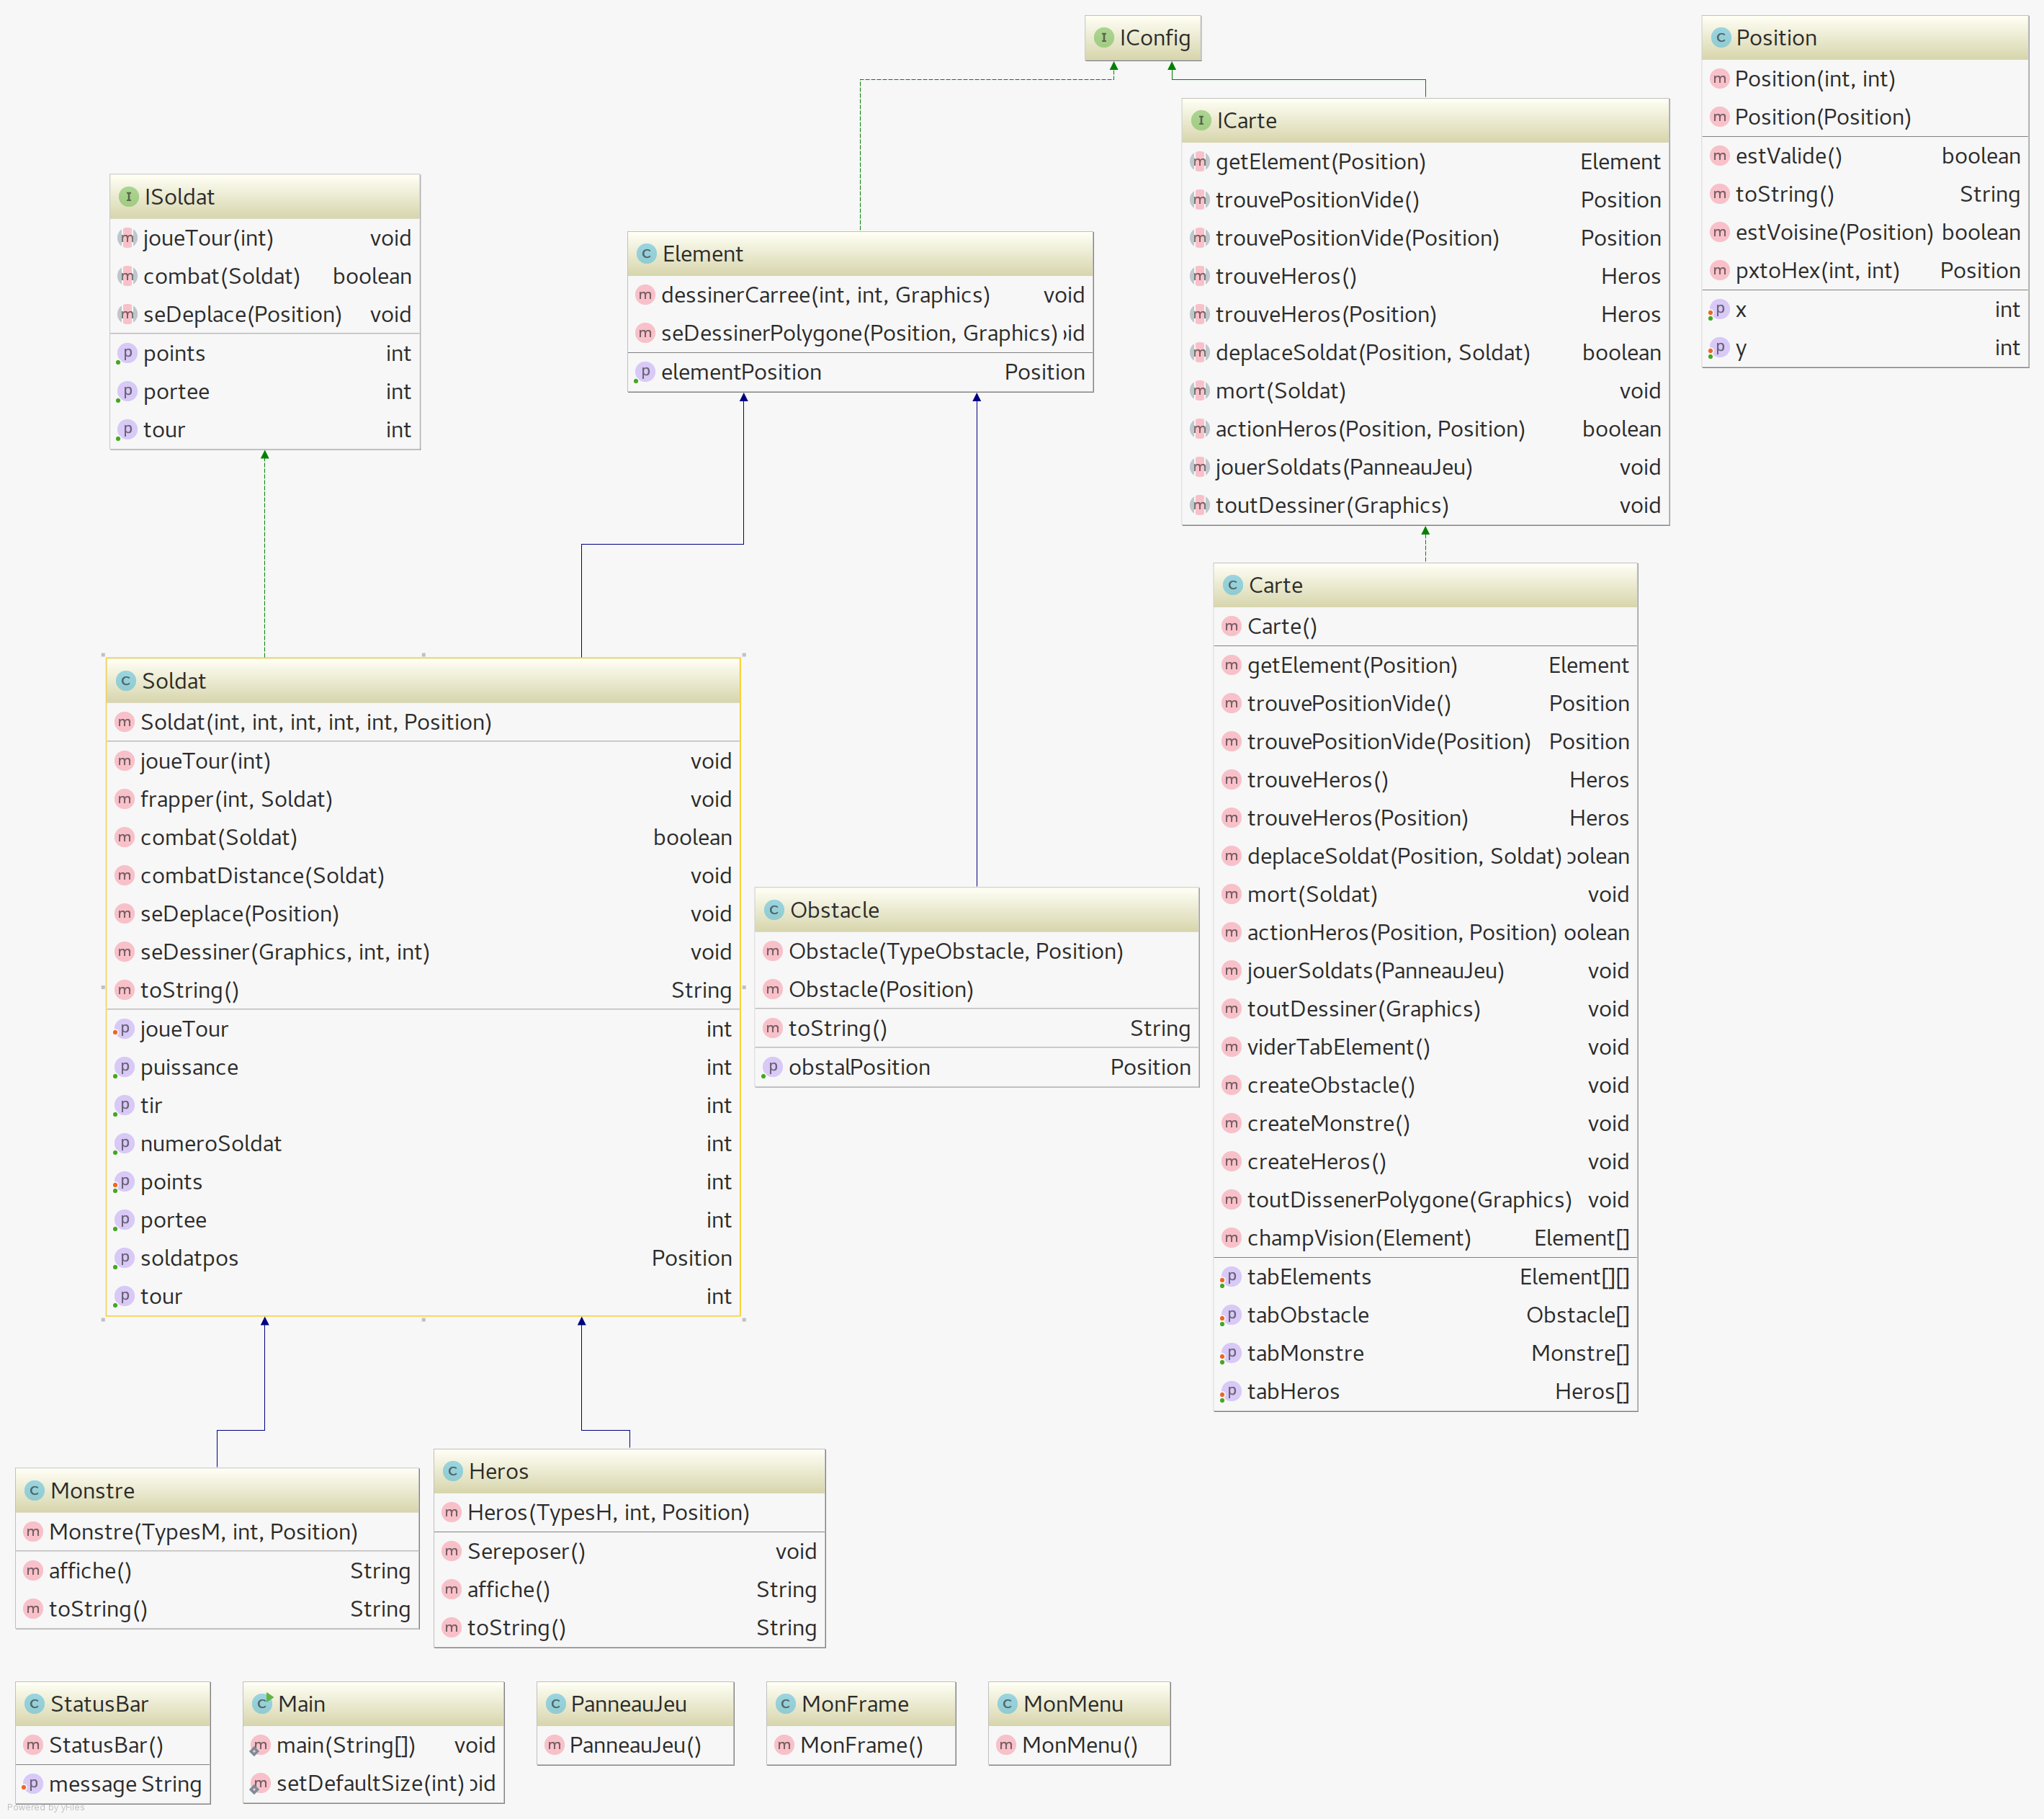 IConfig
Position
Position(int, int)
Position(Position)
estValide() boolean
toString() String
estVoisine(Position) boolean
pxtoHex(int, int) Position
x int
y int
ICarte
getElement(Position) Element
trouvePositionVide() Position
trouvePositionVide(Position) Position
trouveHeros() Heros
trouveHeros(Position) Heros
deplaceSoldat(Position, Soldat) boolean
mort(Soldat) void
actionHeros(Position, Position) boolean
jouerSoldats(PanneauJeu) void
toutDessiner(Graphics) void
ISoldat
joueTour(int) void
combat(Soldat) boolean
seDeplace(Position) void
points int
portee int
tour int
Element
dessinerCarree(int, int, Graphics) void
seDessinerPolygone(Position, Graphics) oid
elementPosition Position
Carte
Carte()
getElement(Position) Element
trouvePositionVide() Position
trouvePositionVide(Position) Position
trouveHeros() Heros
trouveHeros(Position) Heros
deplaceSoldat(Position, Soldat) oolean
mort(Soldat) void
actionHeros(Position, Position) oolean
jouerSoldats(PanneauJeu) void
toutDessiner(Graphics) void
viderTabElement() void
createObstacle() void
createMonstre() void
createHeros() void
toutDissenerPolygone(Graphics) void
champVision(Element) Element[]
tabElements Element[][]
tabObstacle Obstacle[]
tabMonstre Monstre[]
tabHeros Heros[]
Soldat
Soldat(int, int, int, int, int, Position)
joueTour(int) void
frapper(int, Soldat) void
combat(Soldat) boolean
combatDistance(Soldat) void
seDeplace(Position) void
seDessiner(Graphics, int, int) void
toString() String
joueTour int
puissance int
tir int
numeroSoldat int
points int
portee int
soldatpos Position
tour int
Obstacle
Obstacle(TypeObstacle, Position)
Obstacle(Position)
toString() String
obstalPosition Position
Monstre
Monstre(TypesM, int, Position)
affiche() String
toString() String
Heros
Heros(TypesH, int, Position)
Sereposer() void
affiche() String
toString() String
StatusBar
StatusBar()
message String
Main
main(String[]) void
setDefaultSize(int) oid
PanneauJeu
PanneauJeu()
MonFrame
MonFrame()
MonMenu
MonMenu()
Powered by yFiles